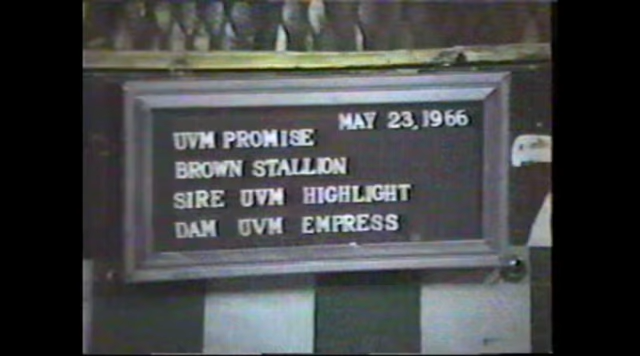 MAY 23, 1966
UVM PROMISE
BROWN STALLION
SIRE UVM HIGHLIGHT
DAM UVM EMPRESS